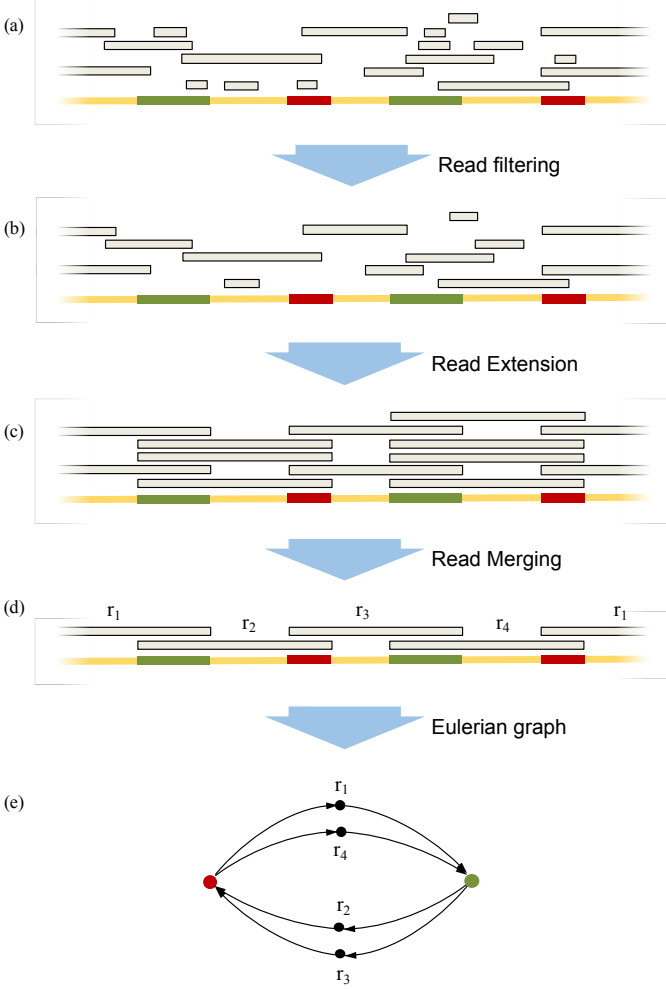 (a)
Read filtering
(b)
Read Extension
(c)
Read Merging
(d)
r₁ r₂ r₃ r₄ r₁
Eulerian graph
(e)
r₁
r₄
r₂
r₃